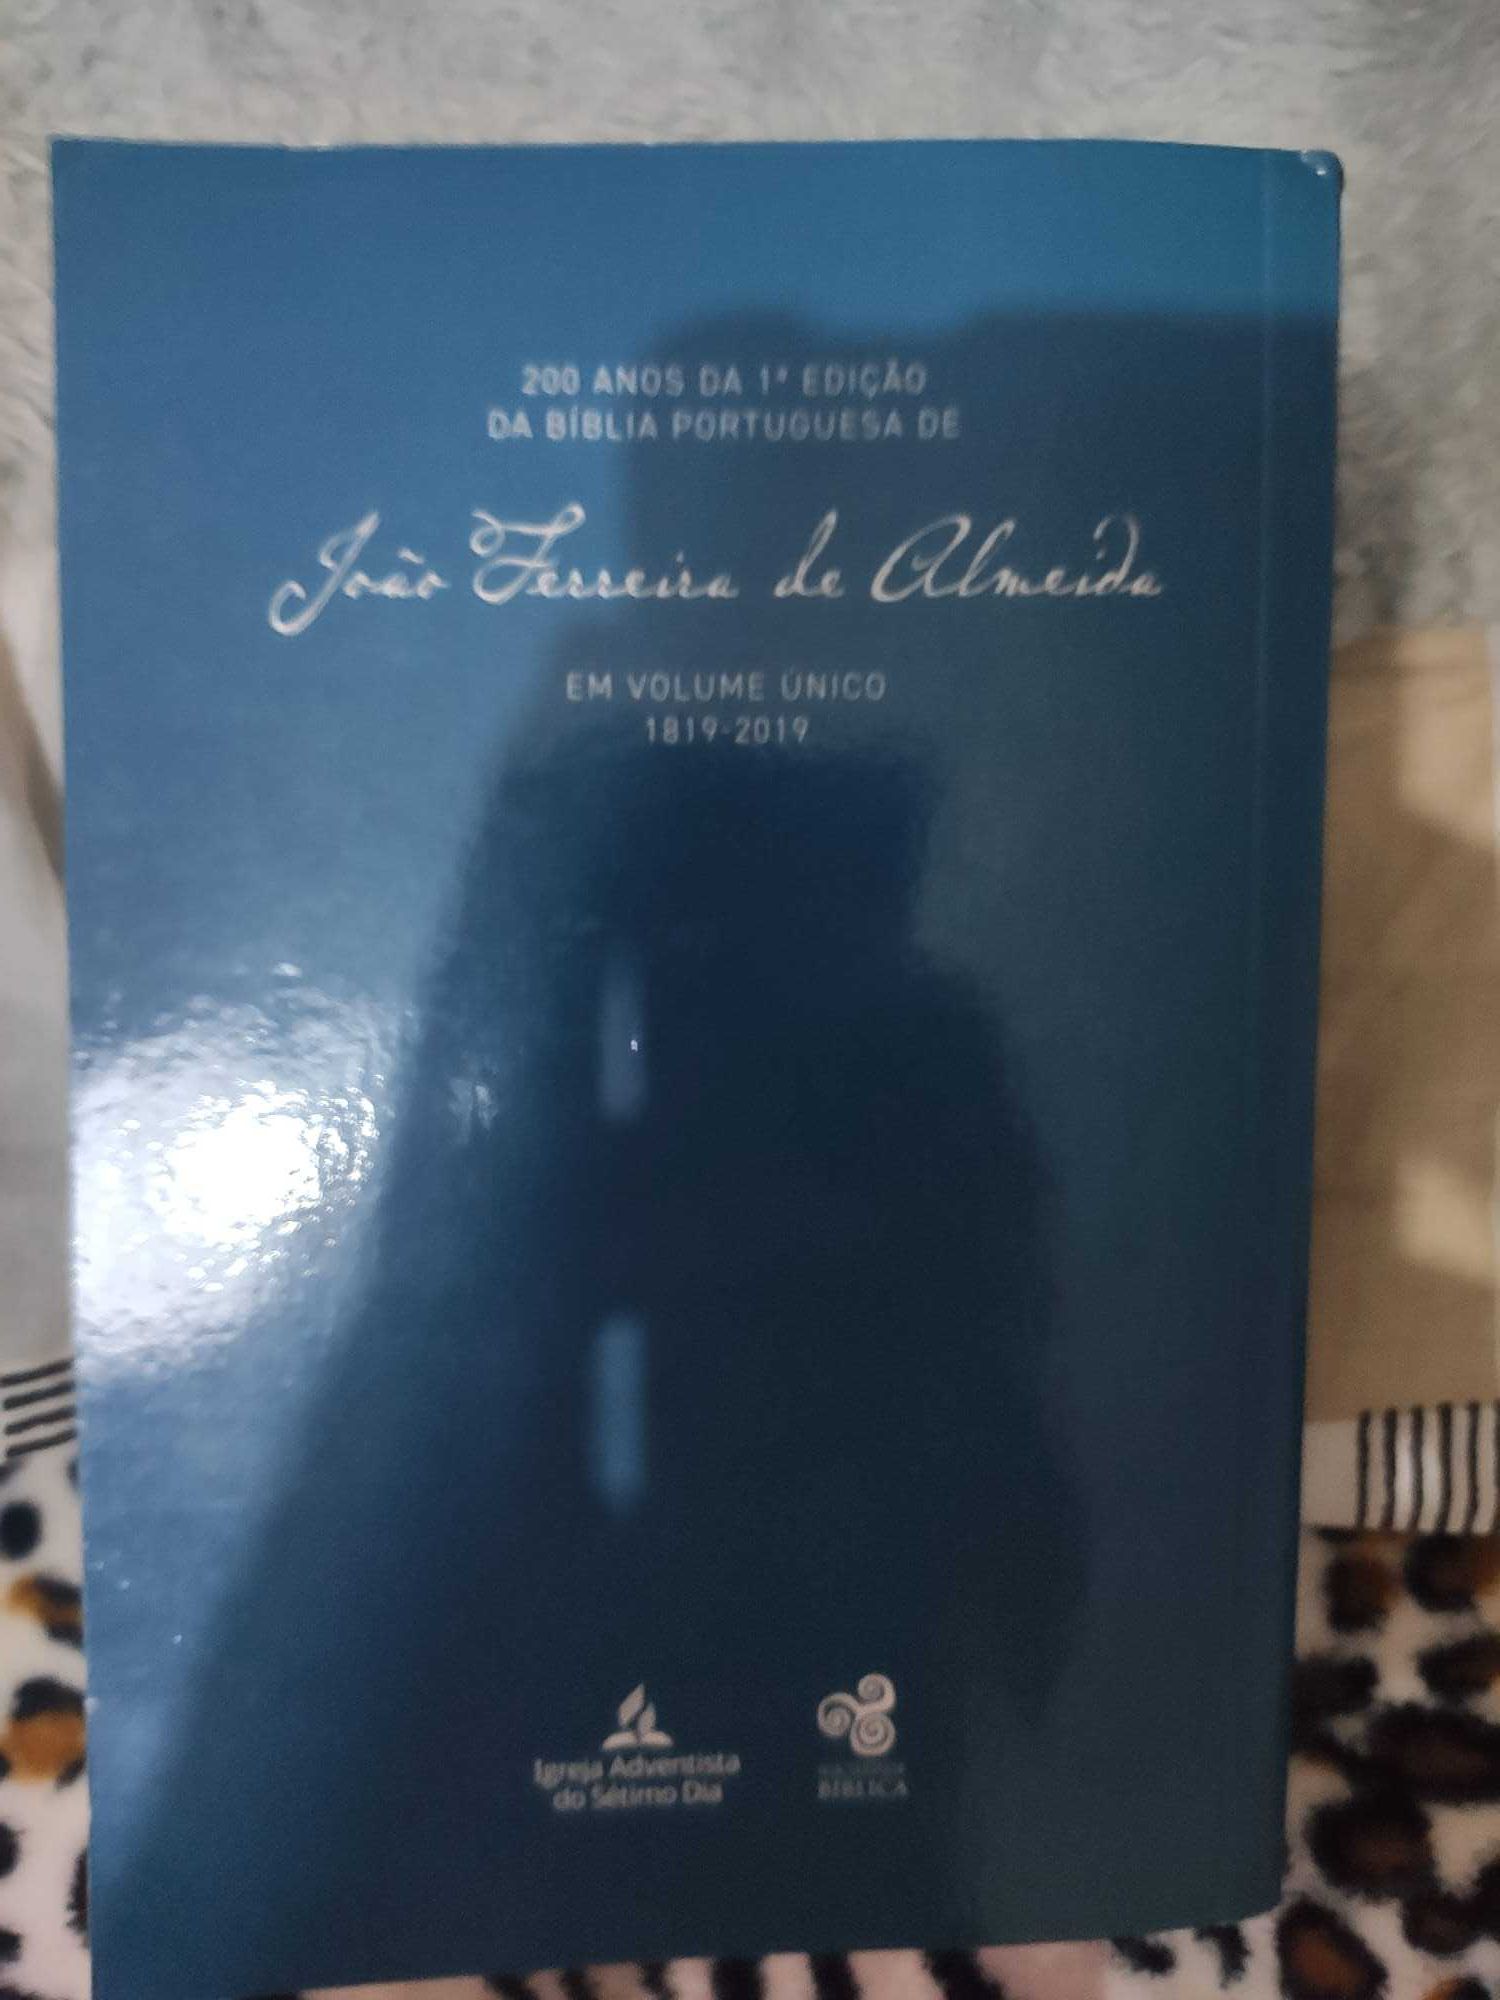 200 ANOS DA 1ª EDIÇÃO
DA BÍBLIA PORTUGUESA DE
João Ferreira de Almeida
EM VOLUME ÚNICO
1819-2019
Igreja Adventista
do Sétimo Dia
BÍBLICA